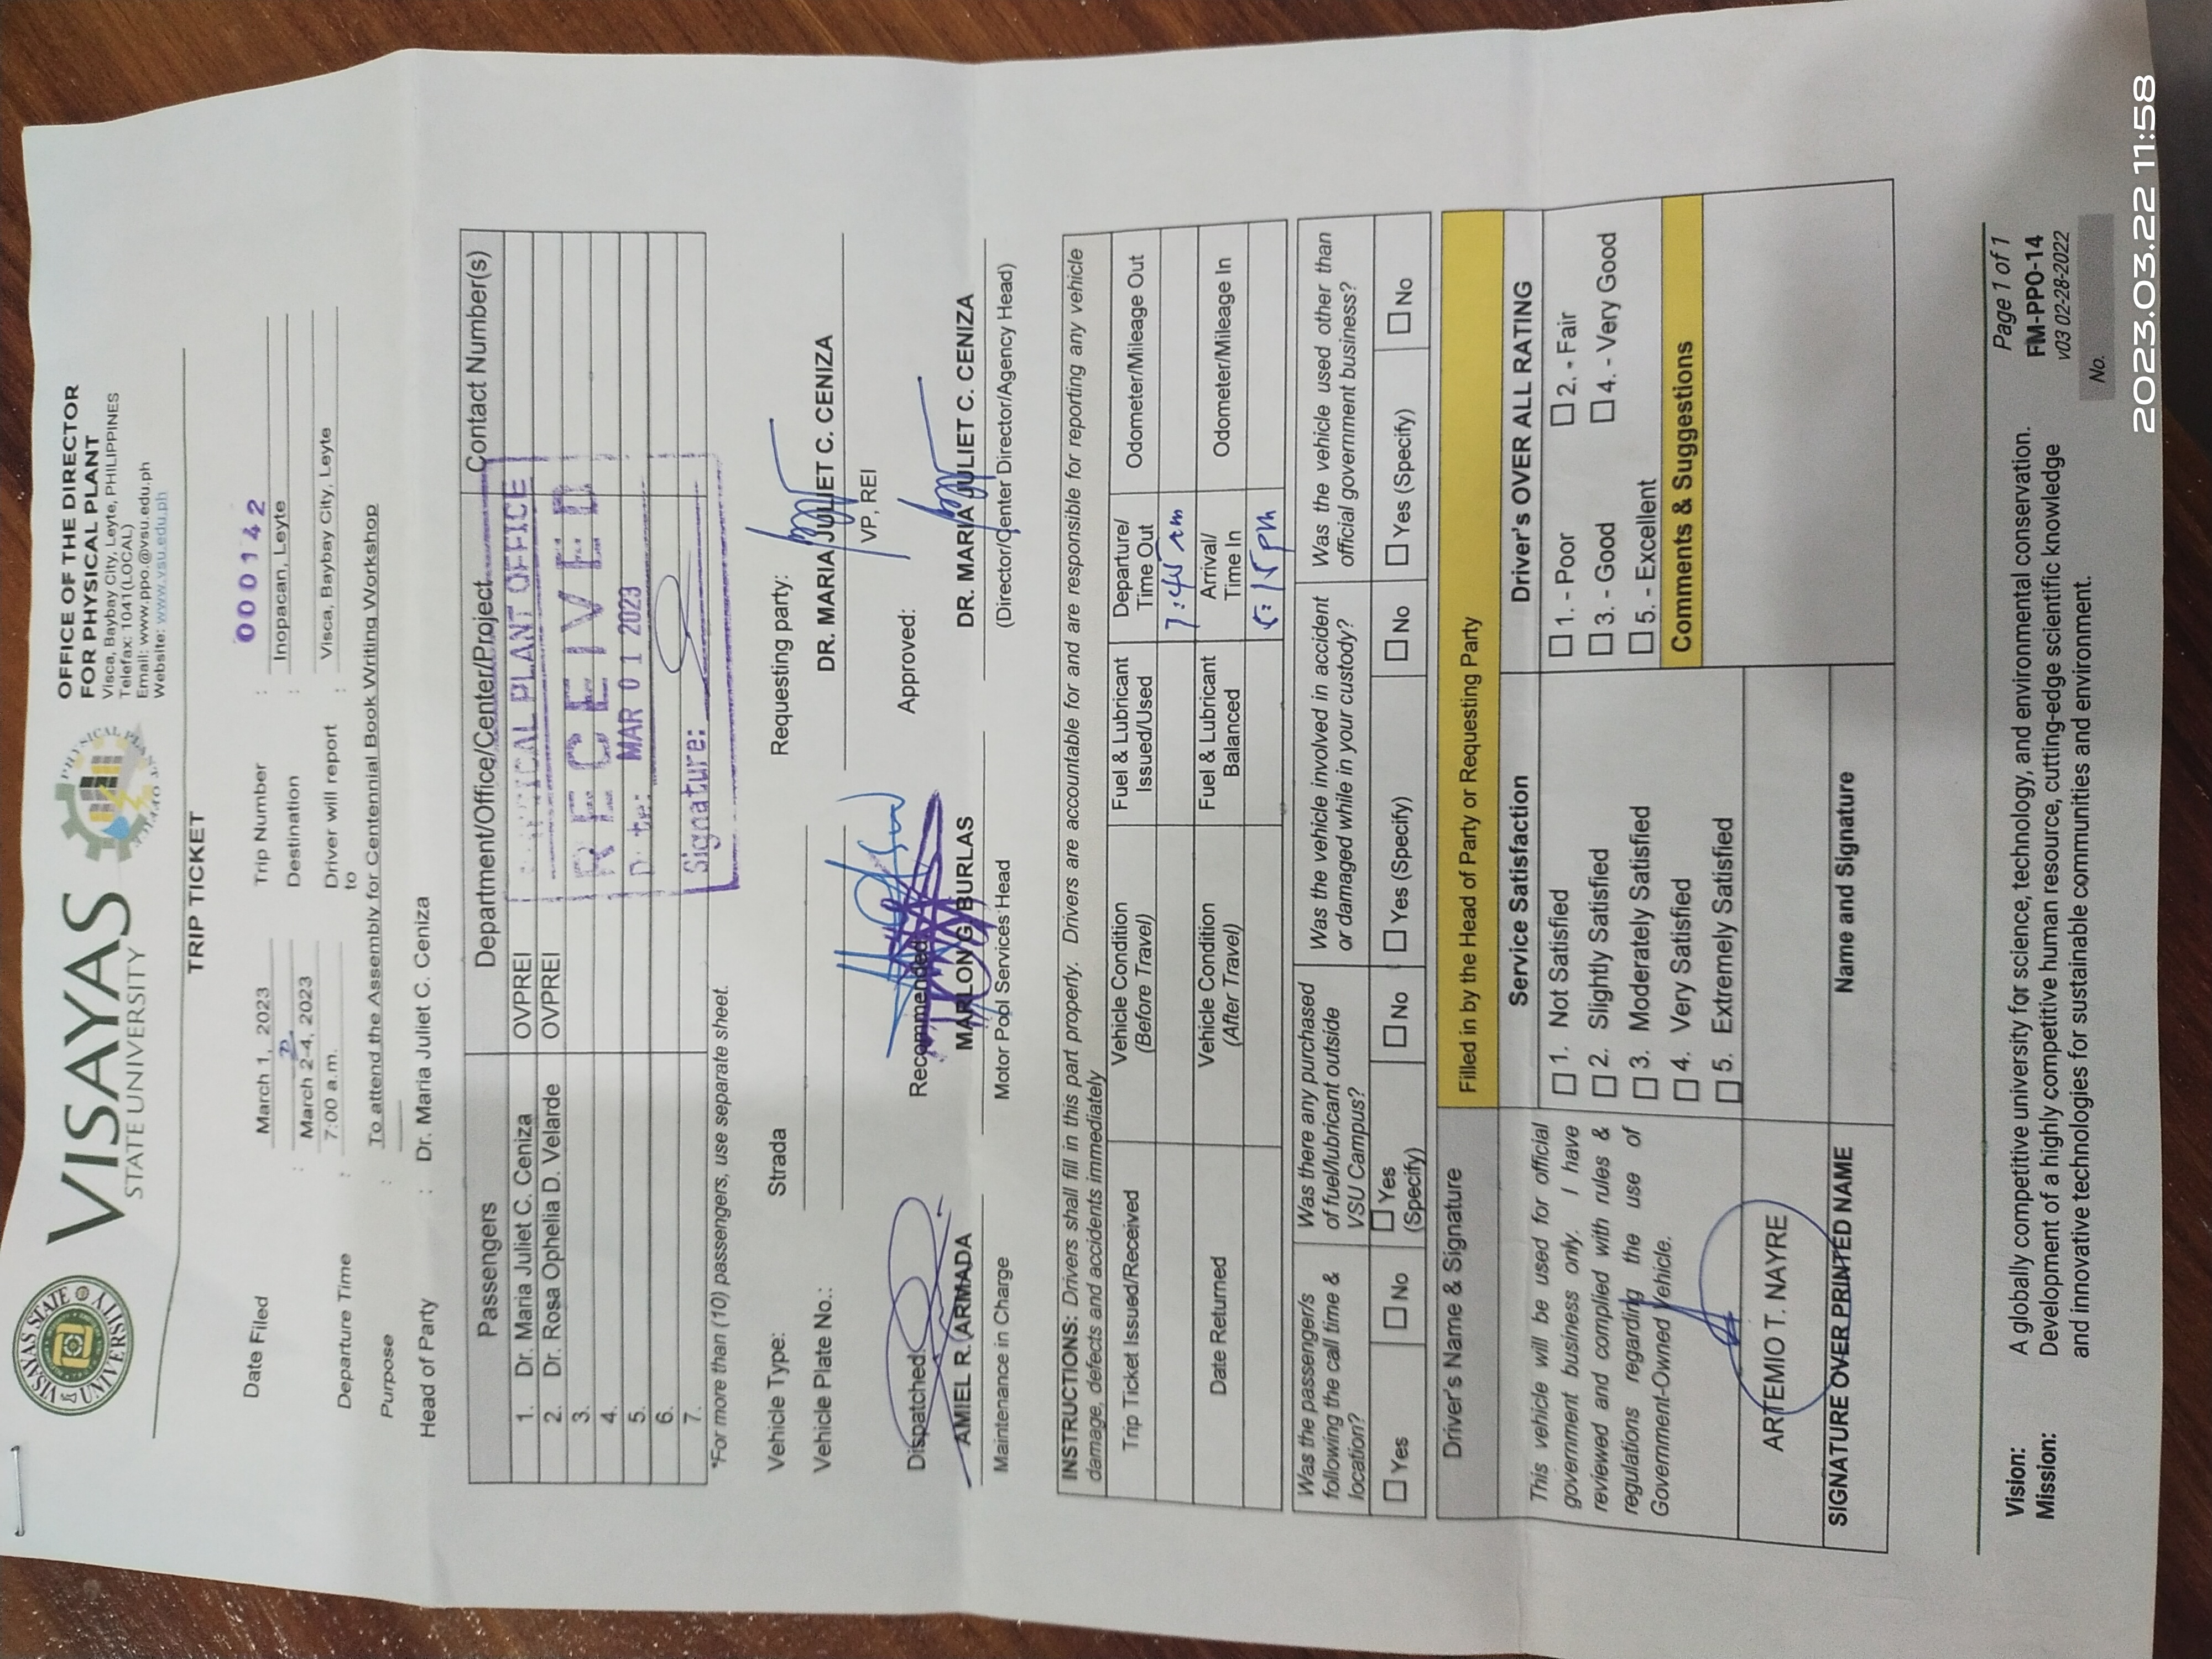 VISAYAS
STATE UNIVERSITY
OFFICE OF THE DIRECTOR
FOR PHYSICAL PLANT
Visca, Baybay City, Leyte, PHILIPPINES
Telefax: 1041(LOCAL)
Email: www.ppo.@vsu.edu.ph
Website: www.vsu.edu.ph
VISAYAS STATE UNIVERSITY
TRIP TICKET
Date Filed March 1, 2023 Trip Number : 000142
: March 2-4, 2023 Destination : Inopacan, Leyte
Departure Time : 7:00 a.m. Driver will report to : Visca, Baybay City, Leyte
Purpose : To attend the Assembly for Centennial Book Writing Workshop
Head of Party : Dr. Maria Juliet C. Ceniza
Passengers Department/Office/Center/Project Contact Number(s)
1. Dr. Maria Juliet C. Ceniza OVPREI
2. Dr. Rosa Ophelia D. Velarde OVPREI
3.
4.
5.
6.
7.
PLANT OFFICE
RECEIVED
MAR 01 2023
Signature:
*For more than (10) passengers, use separate sheet.
Vehicle Type: Strada Requesting party:
Vehicle Plate No.: DR. MARIA JULIET C. CENIZA
VP, REI
Dispatched: Recommended Approved:
AMIEL R. ARMADA MARLON G. BURLAS DR. MARIA JULIET C. CENIZA
Maintenance in Charge Motor Pool Services Head (Director/Center Director/Agency Head)
INSTRUCTIONS: Drivers shall fill in this part properly. Drivers are accountable for and are responsible for reporting any vehicle
damage, defects and accidents immediately
Trip Ticket Issued/Received Vehicle Condition (Before Travel) Fuel & Lubricant Issued/Used Departure/ Time Out Odometer/Mileage Out
7:45 am
Date Returned Vehicle Condition (After Travel) Fuel & Lubricant Balanced Arrival/ Time In Odometer/Mileage In
5:15 pm
Was the passenger/s following the call time & location?
Yes No
Was there any purchased of fuel/lubricant outside VSU Campus?
Yes (Specify) No
Was the vehicle involved in accident or damaged while in your custody?
Yes (Specify) No
Was the vehicle used other than official government business?
Yes (Specify) No
Driver's Name & Signature Filled in by the Head of Party or Requesting Party
This vehicle will be used for official
government business only. I have
reviewed and complied with rules &
regulations regarding the use of
Government-Owned Vehicle.
ARTEMIO T. NAYRE
SIGNATURE OVER PRINTED NAME
Service Satisfaction
1. Not Satisfied
2. Slightly Satisfied
3. Moderately Satisfied
4. Very Satisfied
5. Extremely Satisfied
Name and Signature
Driver's OVER ALL RATING
1. - Poor 2. - Fair
3. - Good 4. - Very Good
5. - Excellent
Comments & Suggestions
Vision: A globally competitive university for science, technology, and environmental conservation.
Mission: Development of a highly competitive human resource, cutting-edge scientific knowledge
and innovative technologies for sustainable communities and environment.
Page 1 of 1
FM-PPO-14
v03 02-28-2022
No.
2023.03.22 11:58